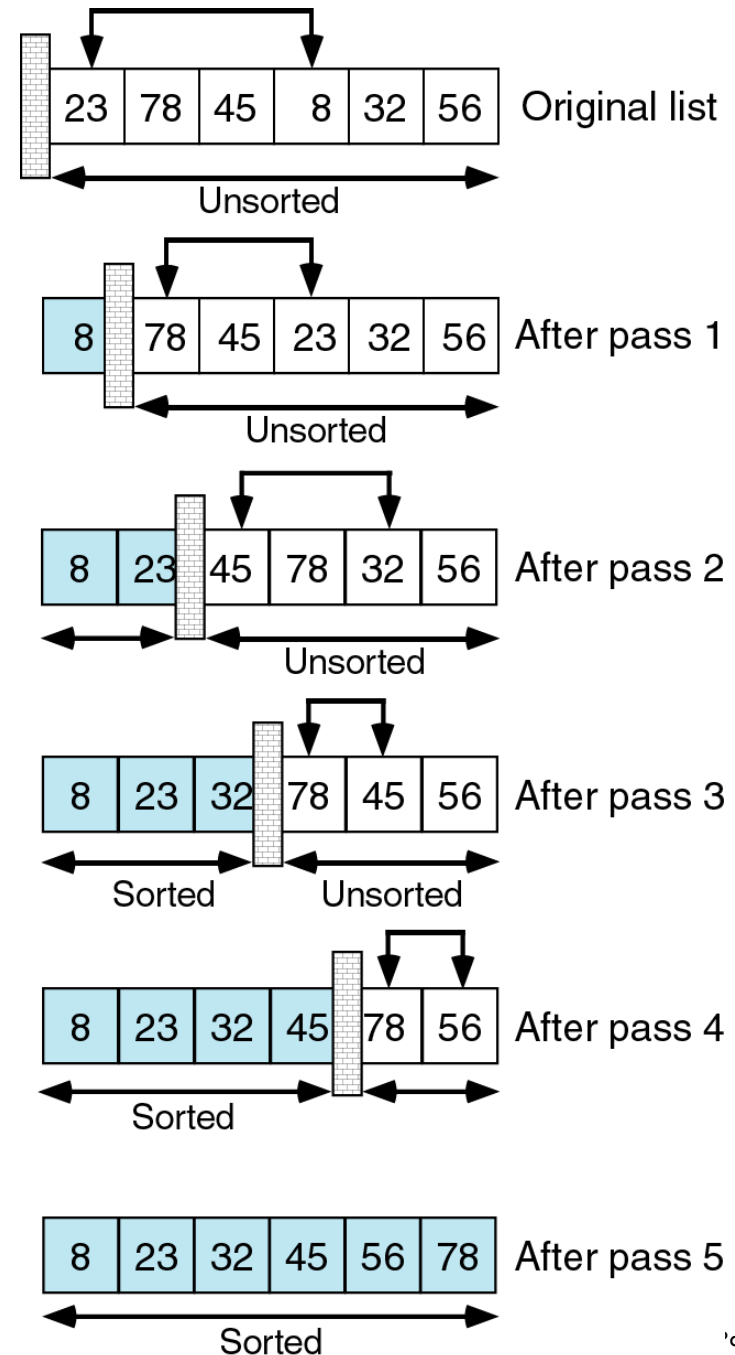 23 78 45 8 32 56 Original list
Unsorted
8 78 45 23 32 56 After pass 1
Unsorted
8 23 45 78 32 56 After pass 2
Unsorted
8 23 32 78 45 56 After pass 3
Sorted Unsorted
8 23 32 45 78 56 After pass 4
Sorted
8 23 32 45 56 78 After pass 5
Sorted